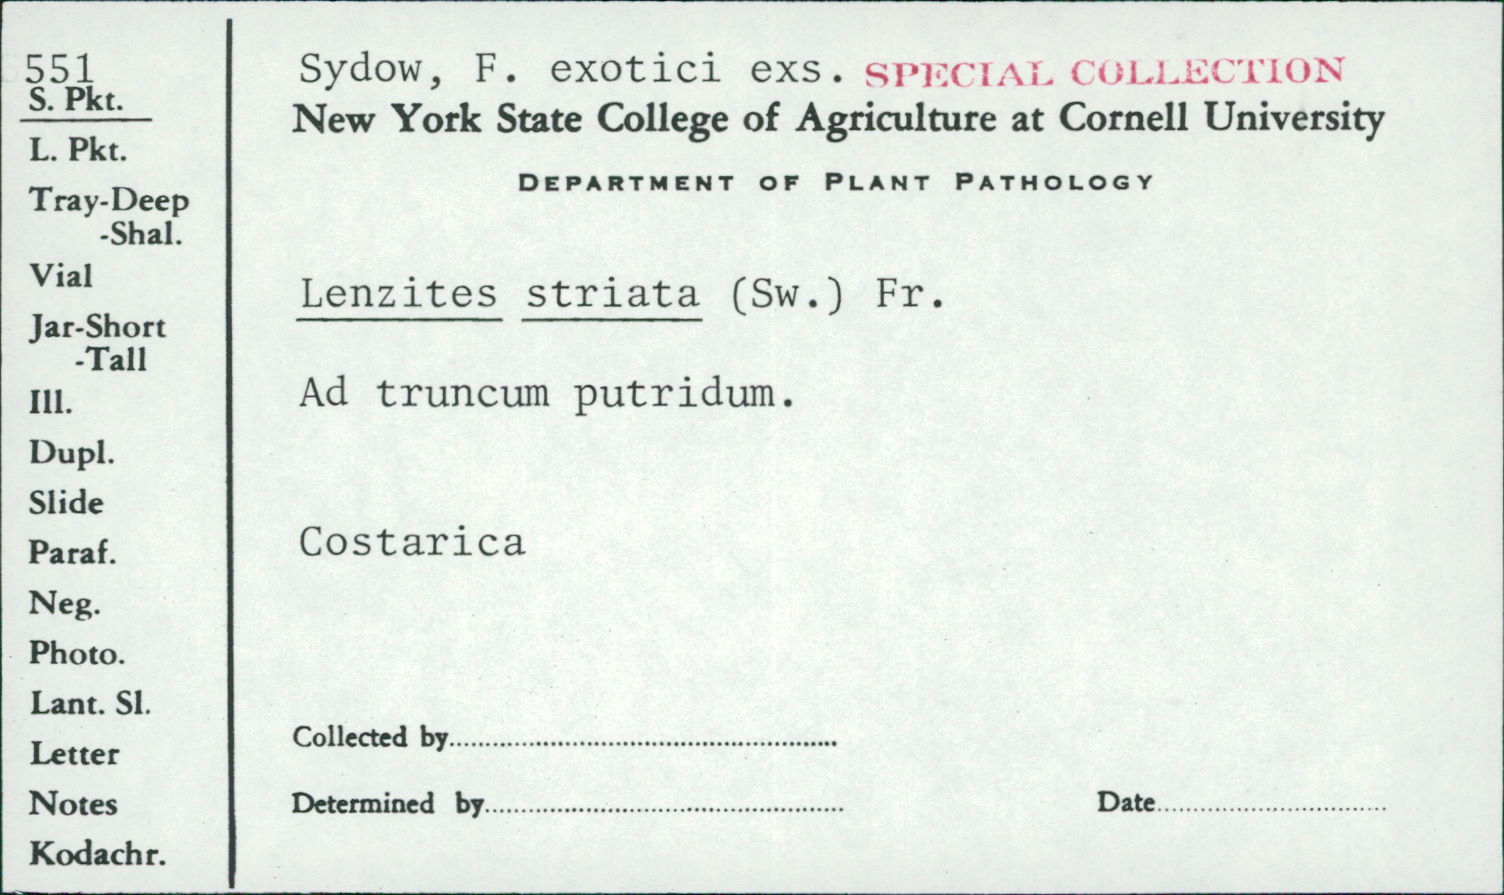 551
S. Pkt.
L. Pkt.
Tray-Deep
-Shal.
Vial
Jar-Short
-Tall
Ill.
Dupl.
Slide
Paraf.
Neg.
Photo.
Lant. Sl.
Letter
Notes
Kodachr.
Sydow, F. exotici exs. SPECIAL COLLECTION
New York State College of Agriculture at Cornell University
DEPARTMENT OF PLANT PATHOLOGY
Lenzites striata (Sw.) Fr.
Ad truncum putridum.
Costarica
Collected by
Determined by
Date